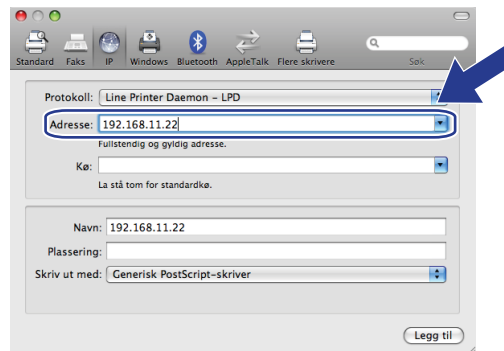 Standard Faks IP Windows Bluetooth AppleTalk Flere skrivere Søk
Protokoll: Line Printer Daemon – LPD
Adresse: 192.168.11.22
Fullstendig og gyldig adresse.
Kø:
La stå tom for standardkø.
Navn: 192.168.11.22
Plassering:
Skriv ut med: Generisk PostScript-skriver
Legg til